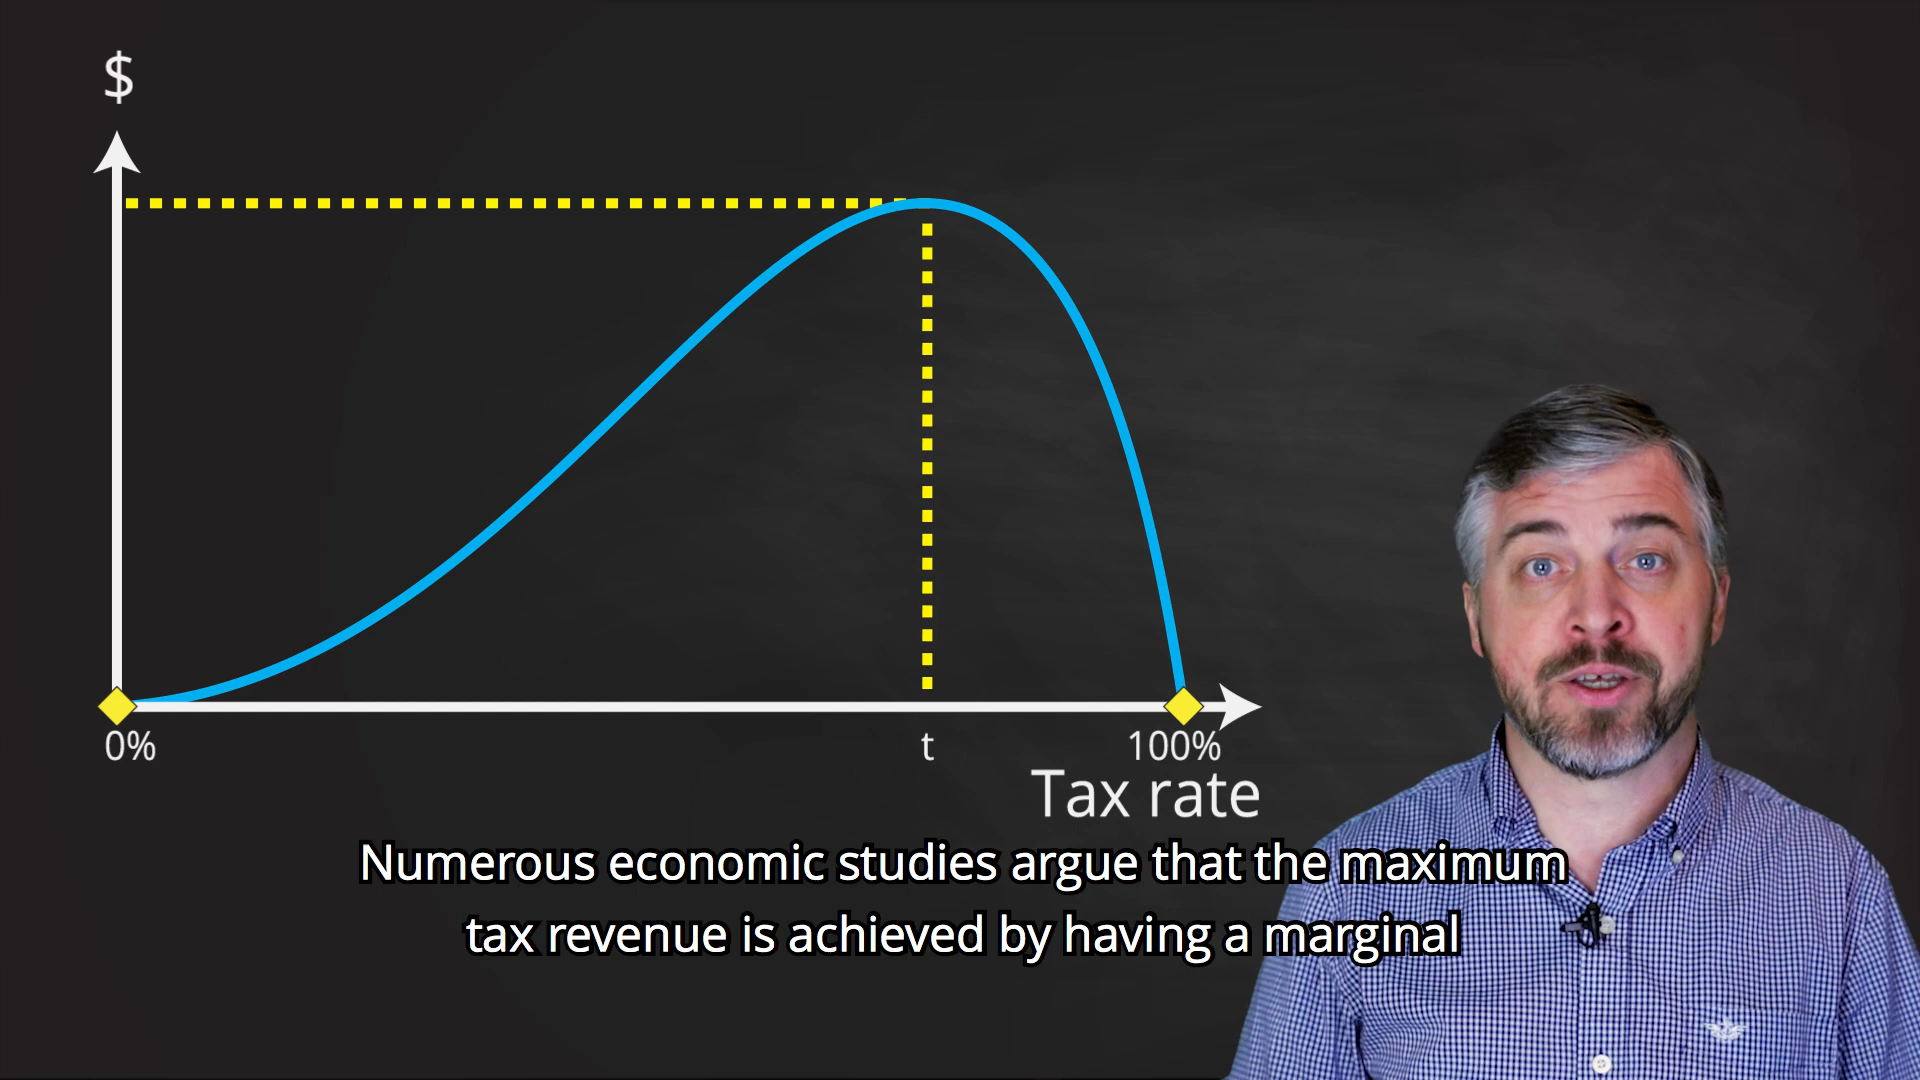 $
0%
t
100%
Tax rate
Numerous economic studies argue that the maximum
tax revenue is achieved by having a marginal